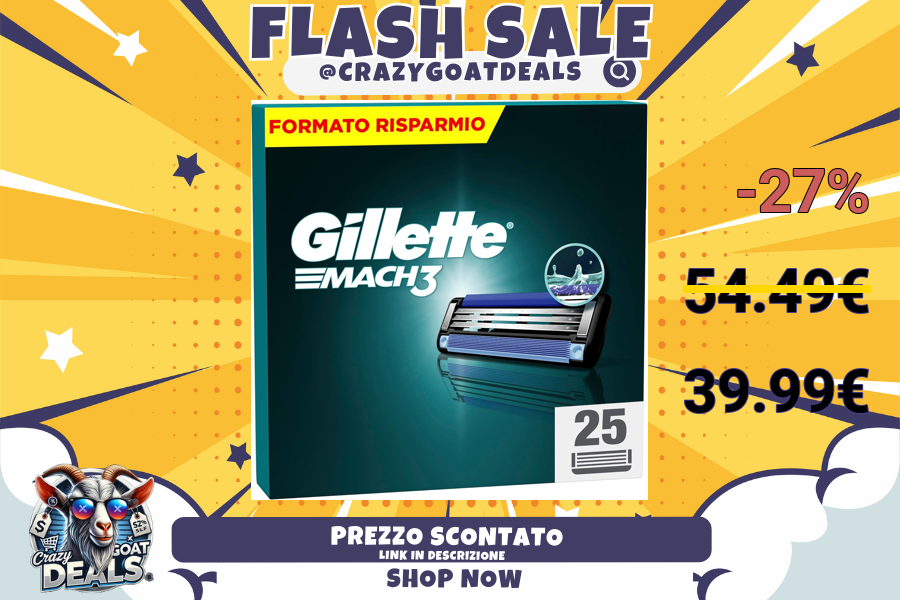 FLASH SALE
@CRAZYGOATDEALS
FORMATO RISPARMIO
Gillette®
MACH3
25
-27%
54.49€
39.99€
$
52%
Crazy
GOAT
DEALS
PREZZO SCONTATO
LINK IN DESCRIZIONE
SHOP NOW